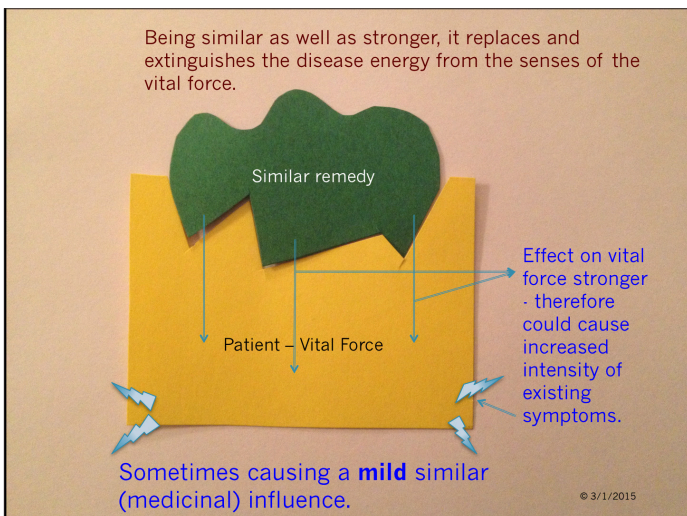 Being similar as well as stronger, it replaces and
extinguishes the disease energy from the senses of the
vital force.
Similar remedy
Effect on vital
force stronger
- therefore
could cause
increased
intensity of
existing
symptoms.
Patient – Vital Force
Sometimes causing a mild similar
(medicinal) influence.
© 3/1/2015